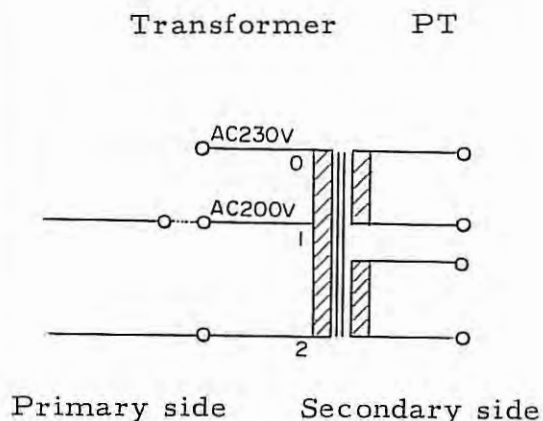 Transformer PT
AC230V
0
AC200V
1
2
Primary side Secondary side